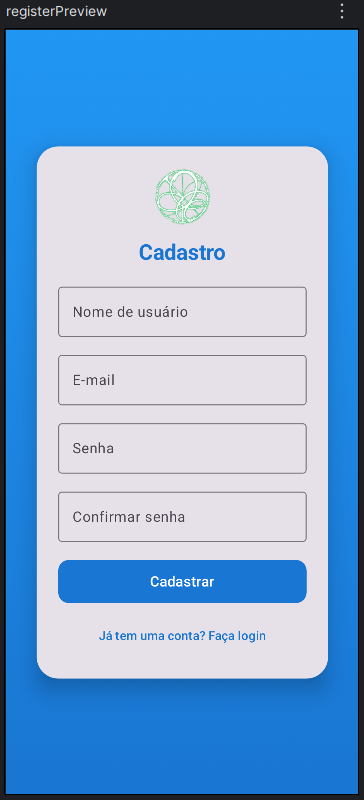 registerPreview
Cadastro
Nome de usuário
E-mail
Senha
Confirmar senha
Cadastrar
Já tem uma conta? Faça login